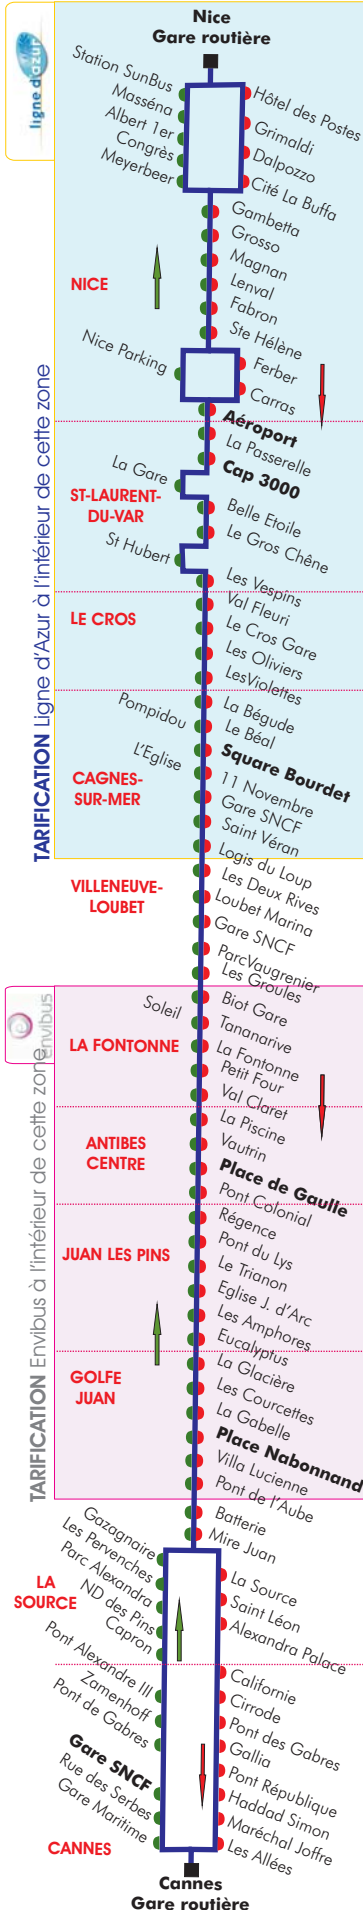 Nice
Gare routière
ligne d'azur
Station SunBus
Masséna
Albert 1er
Congrès
Meyerbeer
Hôtel des Postes
Grimaldi
Dalpozzo
Cité La Buffa
Gambetta
Grosso
Magnan
Lenval
Fabron
Ste Hélène
NICE
Nice Parking
Ferber
Carras
Aéroport
La Passerelle
Cap 3000
La Gare
ST-LAURENT-
DU-VAR
Belle Etoile
Le Gros Chêne
St Hubert
Les Vespins
LE CROS
Val Fleuri
Le Cros Gare
Les Oliviers
LesViolettes
La Bégude
Pompidou
Le Béal
L'Eglise
Square Bourdet
CAGNES-
SUR-MER
11 Novembre
Gare SNCF
Saint Véran
Logis du Loup
TARIFICATION Ligne d'Azur à l'intérieur de cette zone
VILLENEUVE-
LOUBET
Les Deux Rives
Loubet Marina
Gare SNCF
ParcVaugrenier
Les Groules
envibus
Soleil
Biot Gare
Tananarive
LA FONTONNE
La Fontonne
Petit Four
Val Claret
ANTIBES
CENTRE
La Piscine
Vautrin
Place de Gaulle
Pont Colonial
JUAN LES PINS
Régence
Pont du Lys
Le Trianon
Eglise J. d'Arc
Les Amphores
Eucalyptus
GOLFE
JUAN
La Glacière
Les Courcettes
La Gabelle
Place Nabonnand
Villa Lucienne
Pont de l'Aube
TARIFICATION Envibus à l'intérieur de cette zone
Batterie
Mire Juan
LA
SOURCE
Gazagnaire
Les Pervenches
Parc Alexandra
ND des Pins
Capron
La Source
Saint Léon
Alexandra Palace
Pont Alexandre III
Zamenhoff
Pont de Gabres
Gare SNCF
Rue des Serbes
Gare Maritime
Californie
Cirrode
Pont des Gabres
Gallia
Pont République
Haddad Simon
Maréchal Joffre
Les Allées
CANNES
Cannes
Gare routière